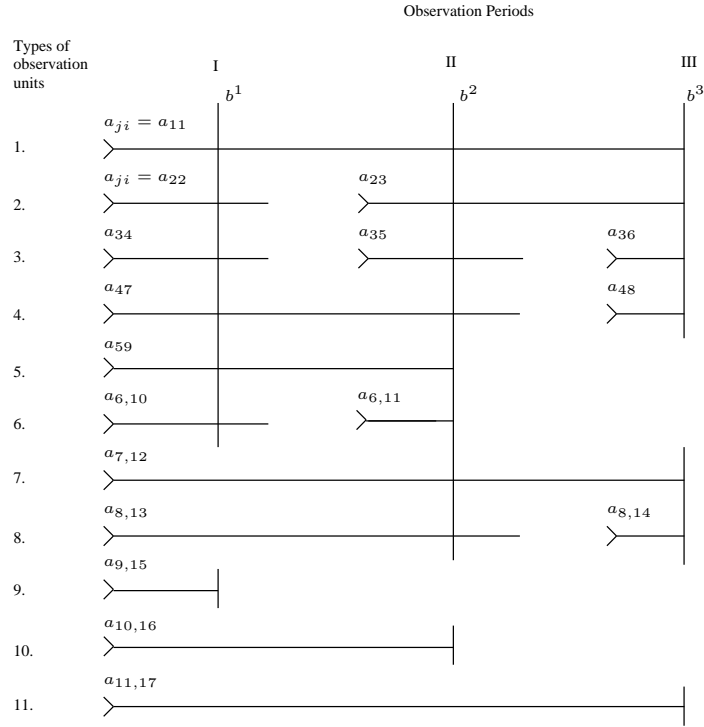 Observation Periods
Types of
observation
units
I II III
b^1 b^2 b^3
a_{ji} = a_{11}
1.
a_{ji} = a_{22} a_{23}
2.
a_{34} a_{35} a_{36}
3.
a_{47} a_{48}
4.
a_{59}
5.
a_{6,10} a_{6,11}
6.
a_{7,12}
7.
a_{8,13} a_{8,14}
8.
a_{9,15}
9.
a_{10,16}
10.
a_{11,17}
11.